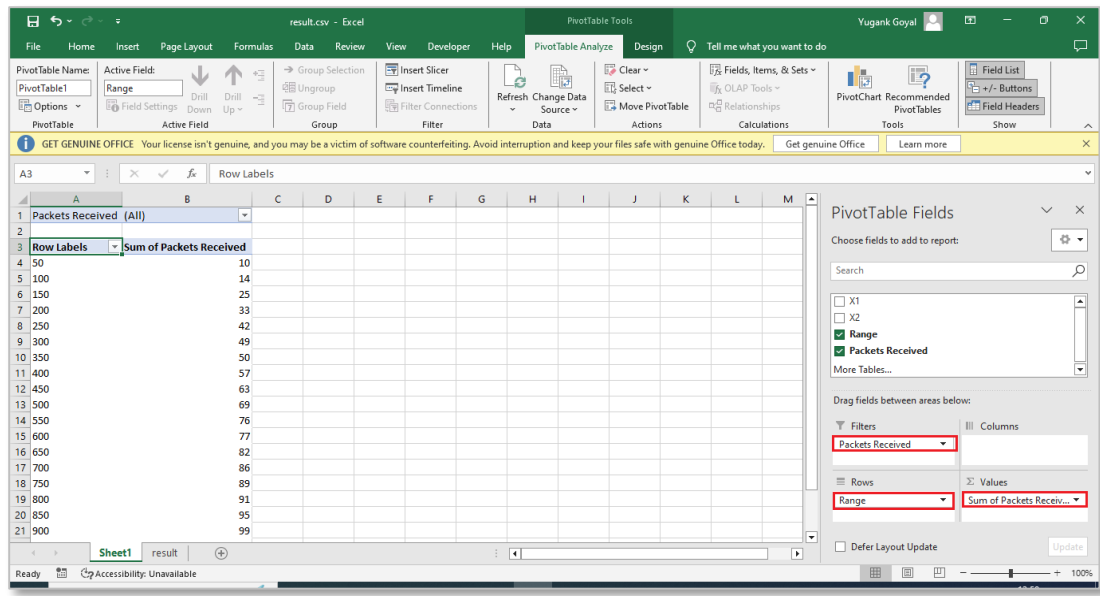 result.csv - Excel
PivotTable Tools
Yugank Goyal
File Home Insert Page Layout Formulas Data Review View Developer Help PivotTable Analyze Design Tell me what you want to do
PivotTable Name:
PivotTable1
Options
PivotTable
Active Field:
Range
Field Settings
Drill Down
Drill Up
Active Field
Group Selection
Ungroup
Group Field
Group
Insert Slicer
Insert Timeline
Filter Connections
Filter
Refresh
Change Data Source
Data
Clear
Select
Move PivotTable
Actions
Fields, Items, & Sets
OLAP Tools
Relationships
Calculations
PivotChart
Recommended PivotTables
Tools
Field List
+/- Buttons
Field Headers
Show
GET GENUINE OFFICE Your license isn't genuine, and you may be a victim of software counterfeiting. Avoid interruption and keep your files safe with genuine Office today. Get genuine Office Learn more
A3 fx Row Labels
A B C D E F G H I J K L M
1 Packets Received (All)
2
3 Row Labels Sum of Packets Received
4 50 10
5 100 14
6 150 25
7 200 33
8 250 42
9 300 49
10 350 50
11 400 57
12 450 63
13 500 69
14 550 76
15 600 77
16 650 82
17 700 86
18 750 89
19 800 91
20 850 95
21 900 99
PivotTable Fields
Choose fields to add to report:
Search
X1
X2
Range
Packets Received
More Tables...
Drag fields between areas below:
Filters
Packets Received
Columns
Rows
Range
Σ Values
Sum of Packets Receiv...
Defer Layout Update Update
Sheet1 result
Ready Accessibility: Unavailable 100%